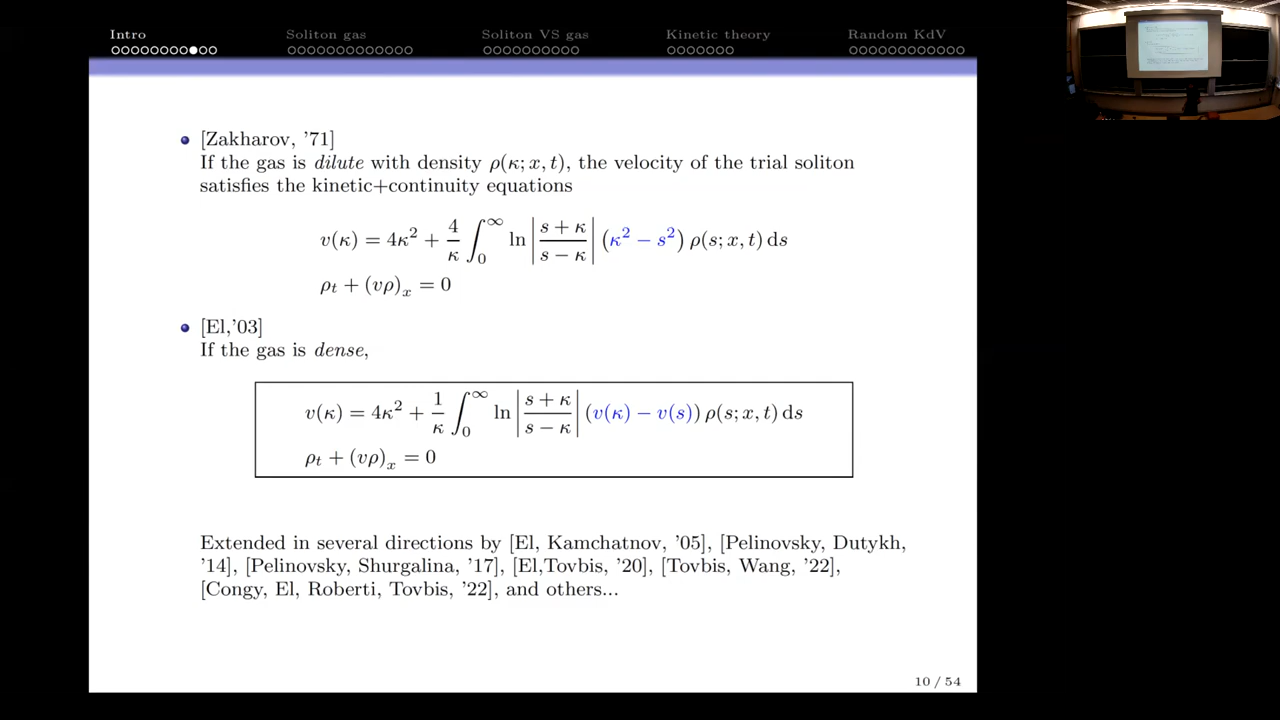 Intro Soliton gas Soliton VS gas Kinetic theory Random KdV
[Zakharov, ’71]
If the gas is dilute with density ρ(κ; x, t), the velocity of the trial soliton
satisfies the kinetic+continuity equations
v(κ) = 4κ² + 4/κ ∫₀^∞ ln |(s + κ)/(s − κ)| (κ² − s²) ρ(s; x, t) ds
ρₜ + (vρ)ₓ = 0
[El,’03]
If the gas is dense,
v(κ) = 4κ² + 1/κ ∫₀^∞ ln |(s + κ)/(s − κ)| (v(κ) − v(s)) ρ(s; x, t) ds
ρₜ + (vρ)ₓ = 0
Extended in several directions by [El, Kamchatnov, ’05], [Pelinovsky, Dutykh,
’14], [Pelinovsky, Shurgalina, ’17], [El,Tovbis, ’20], [Tovbis, Wang, ’22],
[Congy, El, Roberti, Tovbis, ’22], and others...
10 / 54